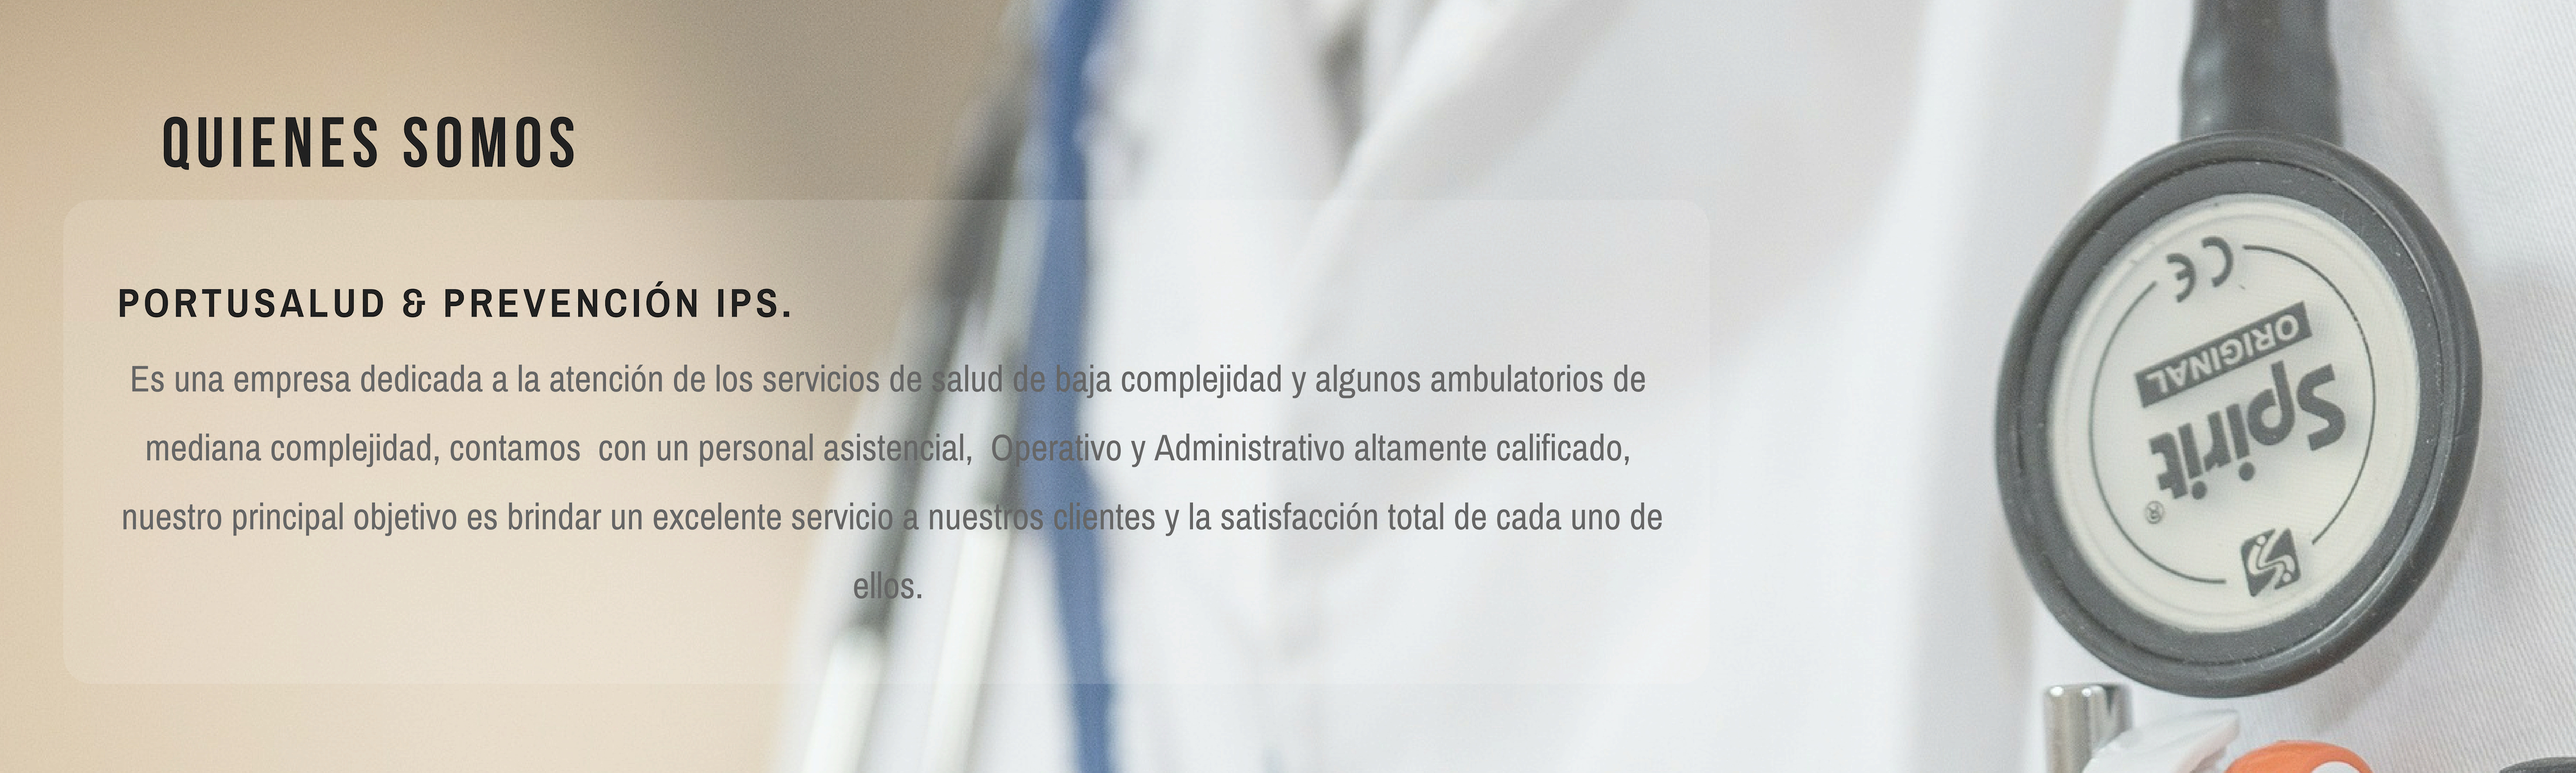 QUIENES SOMOS
PORTUSALUD & PREVENCIÓN IPS.
Es una empresa dedicada a la atención de los servicios de salud de baja complejidad y algunos ambulatorios de
mediana complejidad, contamos  con un personal asistencial,  Operativo y Administrativo altamente calificado,
nuestro principal objetivo es brindar un excelente servicio a nuestros clientes y la satisfacción total de cada uno de
ellos.
CE
ORIGINAL
Spirit®